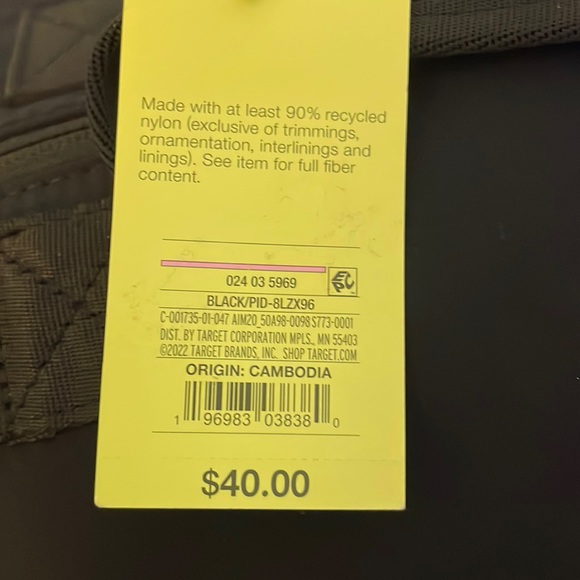 Made with at least 90% recycled
nylon (exclusive of trimmings,
ornamentation, interlinings and
linings). See item for full fiber
content.
024 03 5969
BLACK/PID-8LZX96
C-001735-01-047 AIM20_50A98-0098 S773-0001
DIST. BY TARGET CORPORATION MPLS., MN 55403
©2022 TARGET BRANDS, INC. SHOP TARGET.COM
ORIGIN: CAMBODIA
1 96983 03838 0
$40.00